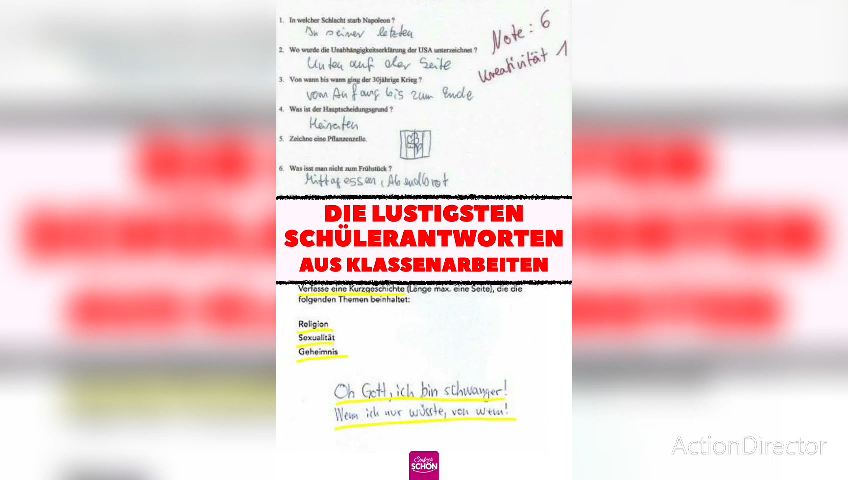 1. In welcher Schlacht starb Napoleon ?
In seiner letzten
Note: 6
2. Wo wurde die Unabhängigkeitserklärung der USA unterzeichnet ?
Unten auf der Seite
Kreativität 1
3. Von wann bis wann ging der 30jährige Krieg ?
vom Anfang bis zum Ende
4. Was ist der Hauptscheidungsgrund ?
Heiraten
5. Zeichne eine Pflanzenzelle.
6. Was isst man nicht zum Frühstück ?
Mittagessen, Abendbrot
DIE LUSTIGSTEN
SCHÜLERANTWORTEN
AUS KLASSENARBEITEN
Verfasse eine Kurzgeschichte (Länge max. eine Seite), die die
folgenden Themen beinhaltet:
Religion
Sexualität
Geheimnis
Oh Gott, ich bin schwanger!
Wenn ich nur wüsste, von wem!
SCHÖN
ActionDirector